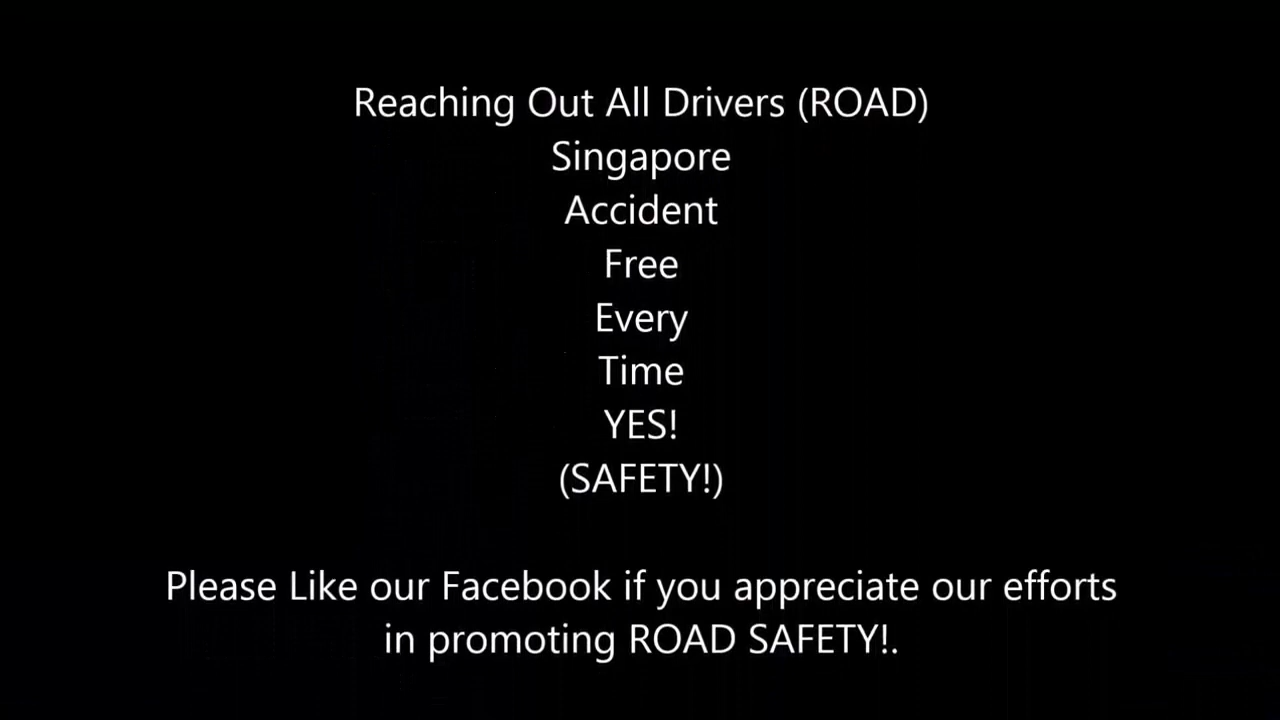 Reaching Out All Drivers (ROAD)
Singapore
Accident
Free
Every
Time
YES!
(SAFETY!)
Please Like our Facebook if you appreciate our efforts
in promoting ROAD SAFETY!.